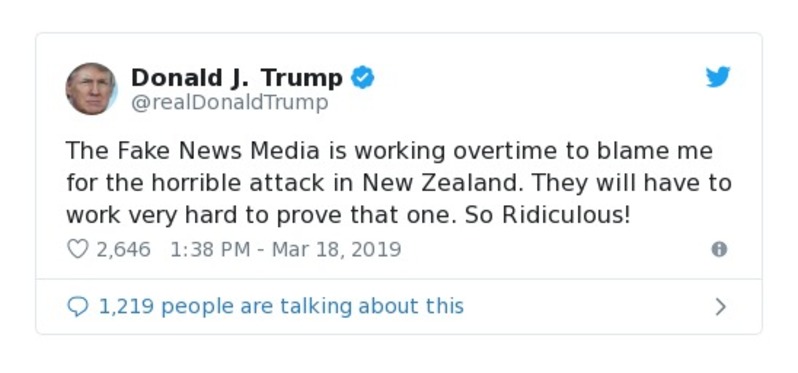 Donald J. Trump
@realDonaldTrump
The Fake News Media is working overtime to blame me
for the horrible attack in New Zealand. They will have to
work very hard to prove that one. So Ridiculous!
2,646 1:38 PM - Mar 18, 2019
1,219 people are talking about this